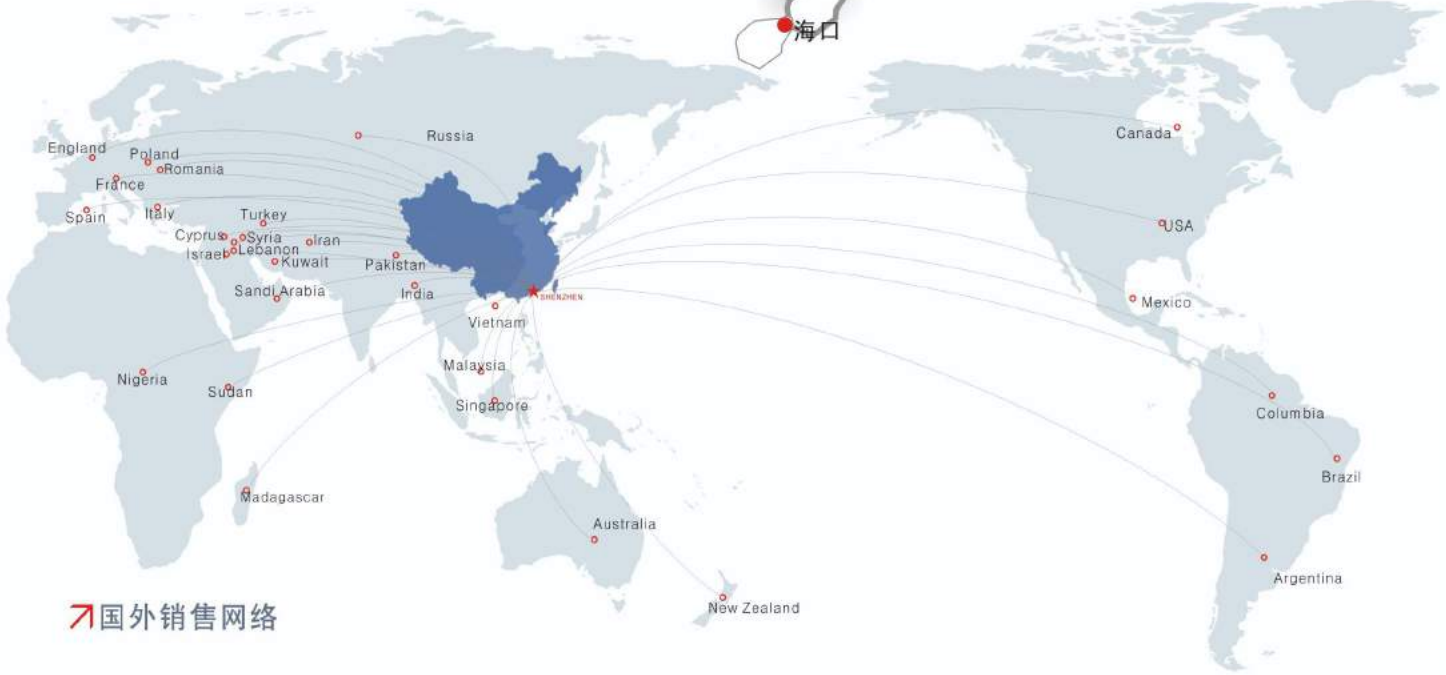 海口
Russia
Canada
England
Poland
Romania
France
Spain
Italy
Turkey
USA
Cyprus
Syria
Iran
Israel
Lebanon
Kuwait
Pakistan
Sandi Arabia
India
SHENZHEN
Mexico
Vietnam
Malaysia
Nigeria
Sudan
Singapore
Columbia
Brazil
Madagascar
Australia
Argentina
New Zealand
国外销售网络